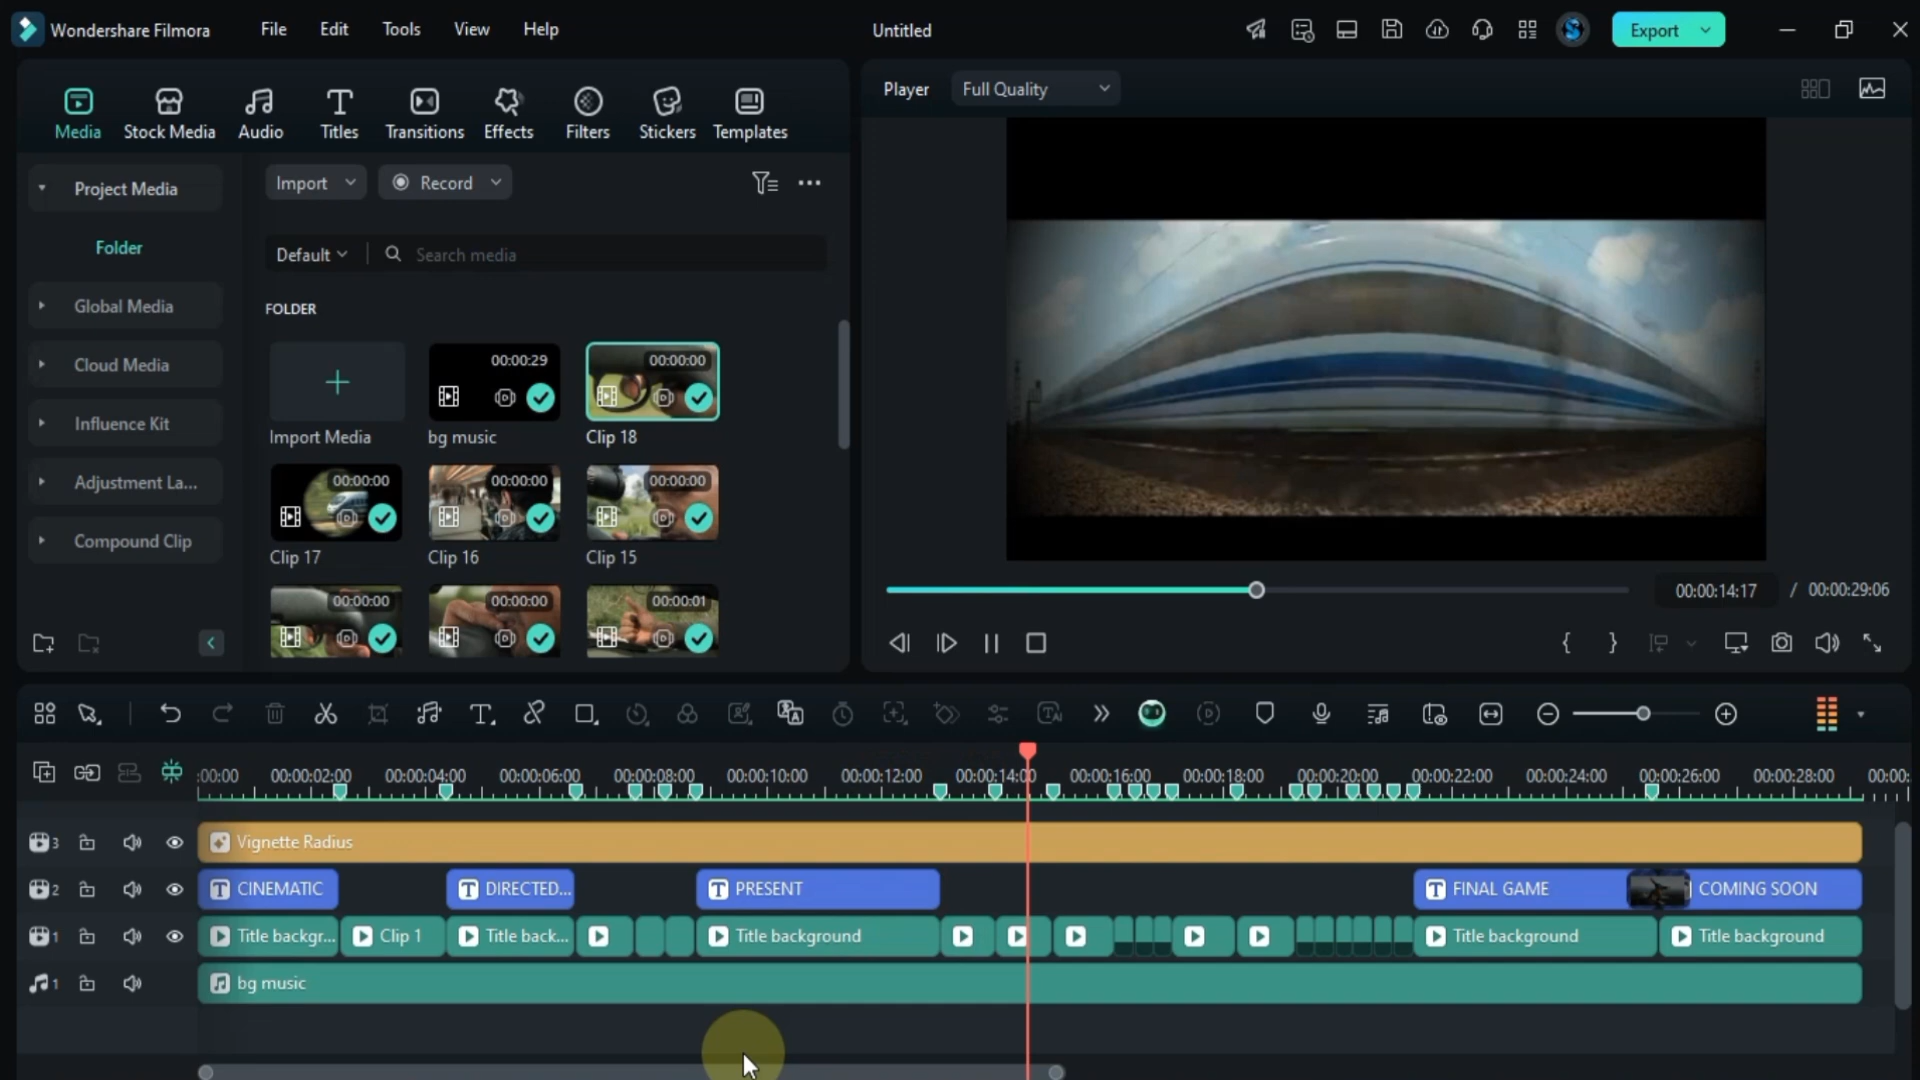 Wondershare Filmora
File
Edit
Tools
View
Help
Untitled
Export
Media
Stock Media
Audio
Titles
Transitions
Effects
Filters
Stickers
Templates
Player
Full Quality
Project Media
Folder
Global Media
Cloud Media
Influence Kit
Adjustment La...
Compound Clip
Import
Record
Default
Search media
FOLDER
Import Media
00:00:29
bg music
00:00:00
Clip 18
00:00:00
Clip 17
00:00:00
Clip 16
00:00:00
Clip 15
00:00:00
00:00:00
00:00:01
00:00:14:17 / 00:00:29:06
:00:00
00:00:02:00
00:00:04:00
00:00:06:00
00:00:08:00
00:00:10:00
00:00:12:00
00:00:14:00
00:00:16:00
00:00:18:00
00:00:20:00
00:00:22:00
00:00:24:00
00:00:26:00
00:00:28:00
00:00:
3
Vignette Radius
2
CINEMATIC
DIRECTED...
PRESENT
FINAL GAME
COMING SOON
1
Title backgr...
Clip 1
Title back...
Title background
Title background
Title background
1
bg music